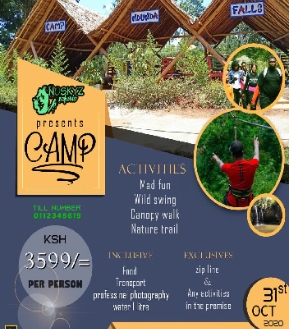 CAMP
NDUNDA
FALLS
presents
CAMP
TILL NUMBER
0112345678
KSH
3599/=
PER PERSON
ACTIVITIES
Mad fun
Wild swing
Canopy walk
Nature trail
INCLUSIVE
Food
Transport
professional photography
water 1 litre
EXCLUSIVES
zip line
&
Any activities
in the premise
31st
OCT
2020